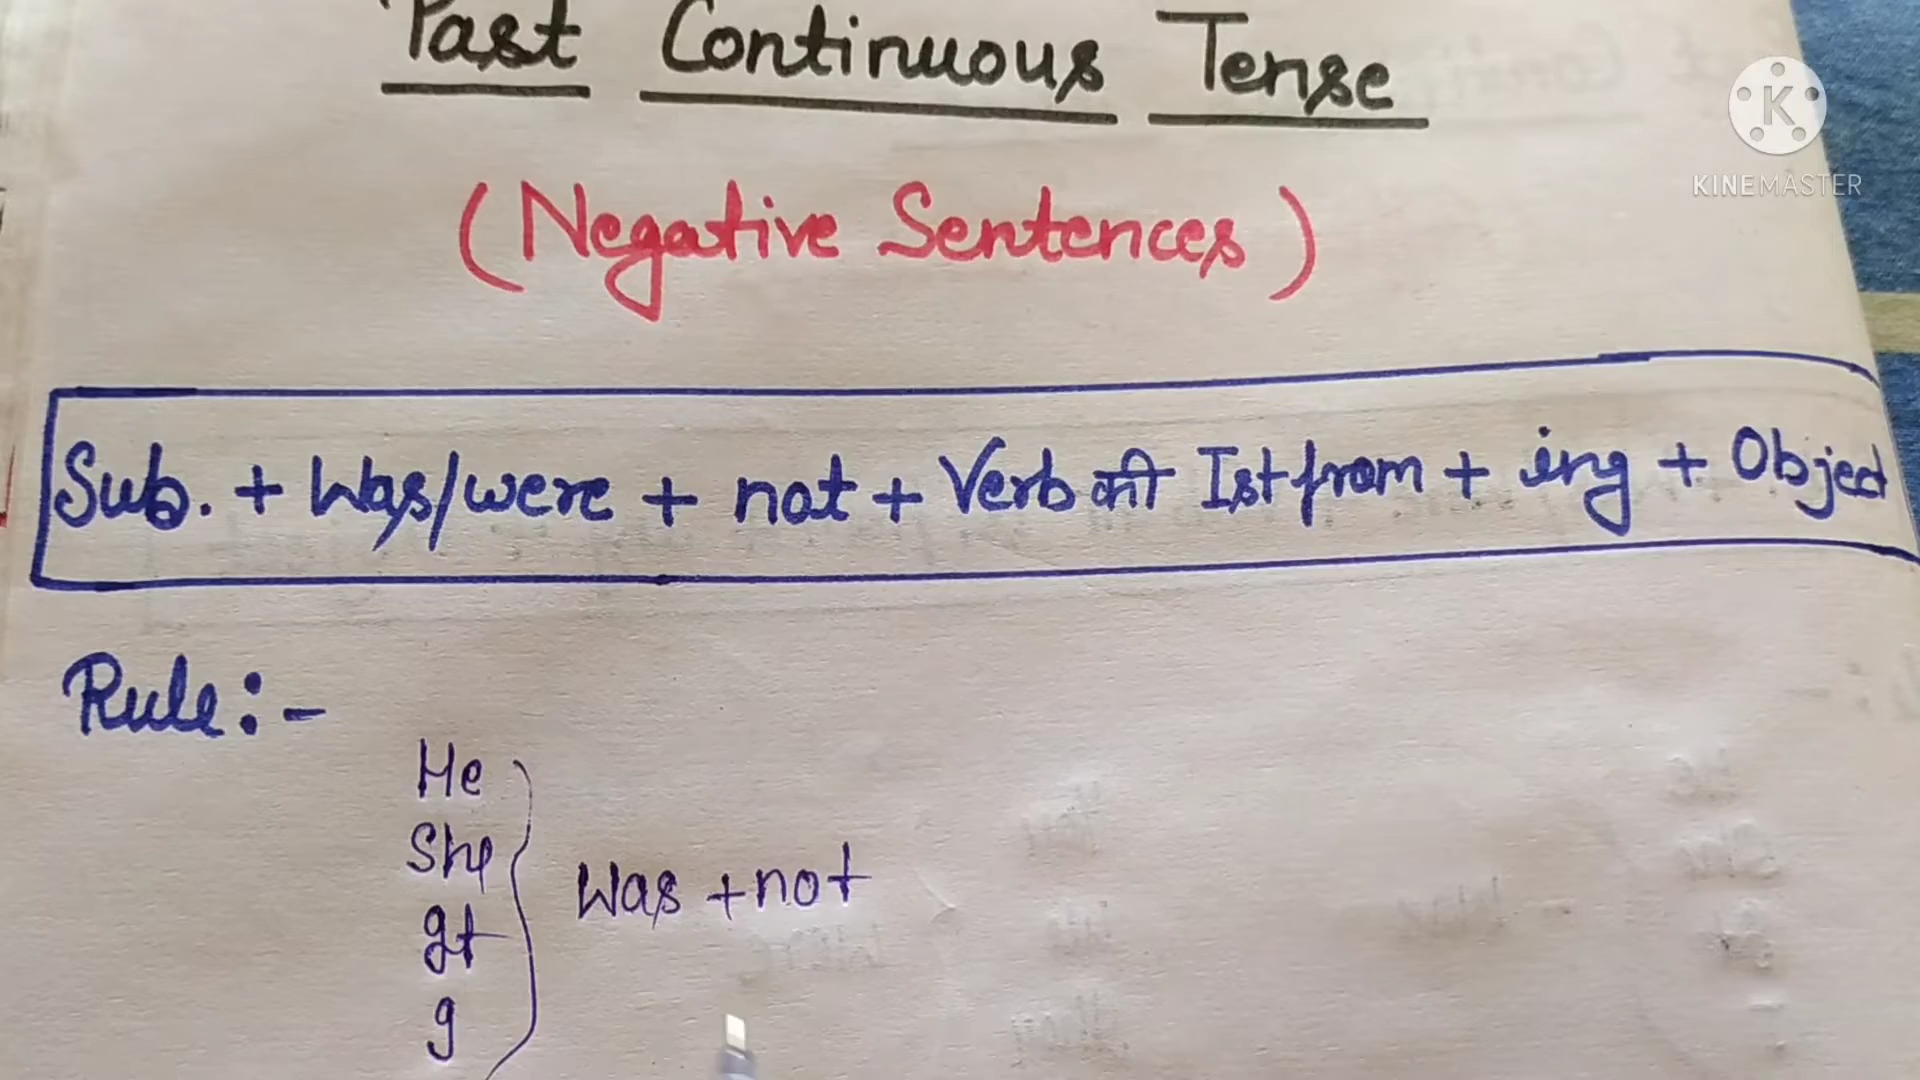 Past Continuous Tense
KINEMASTER
(Negative Sentences)
Sub. + Was/were + not + Verb की Ist from + ing + Object
Rule:-
He
She
Was + not
It
I